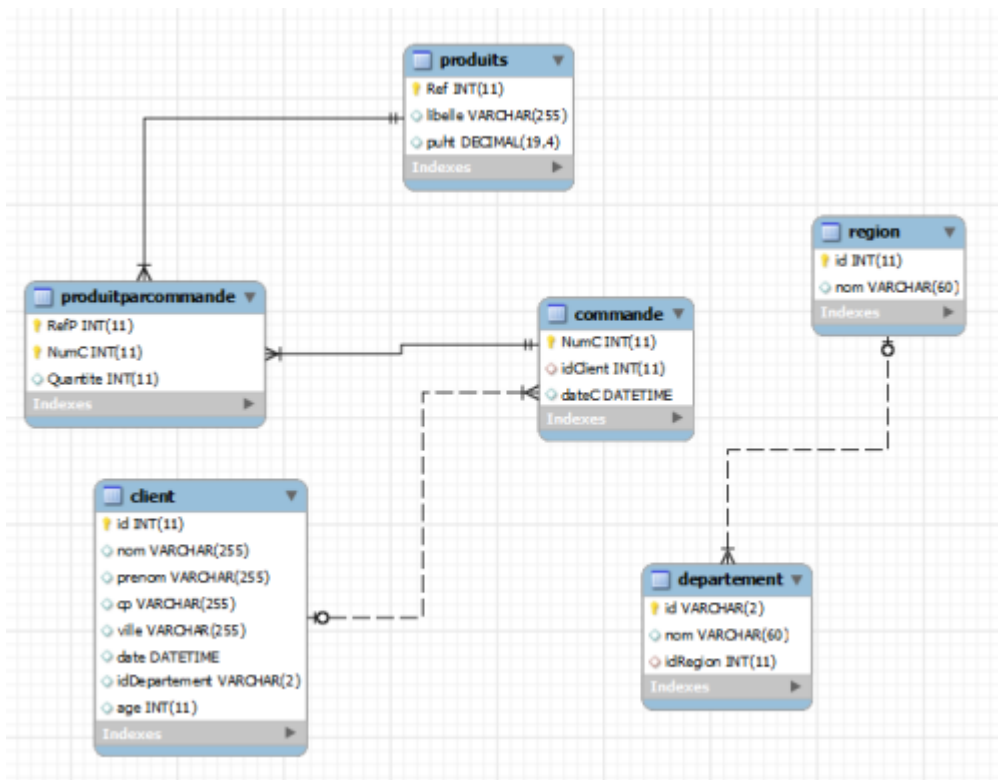 produits
Ref INT(11)
libelle VARCHAR(255)
puht DECIMAL(19,4)
Indexes
region
id INT(11)
nom VARCHAR(60)
Indexes
produitparcommande
RefP INT(11)
NumC INT(11)
Quantite INT(11)
Indexes
commande
NumC INT(11)
idClient INT(11)
dateC DATETIME
Indexes
client
id INT(11)
nom VARCHAR(255)
prenom VARCHAR(255)
cp VARCHAR(255)
ville VARCHAR(255)
date DATETIME
idDepartement VARCHAR(2)
age INT(11)
Indexes
departement
id VARCHAR(2)
nom VARCHAR(60)
idRegion INT(11)
Indexes